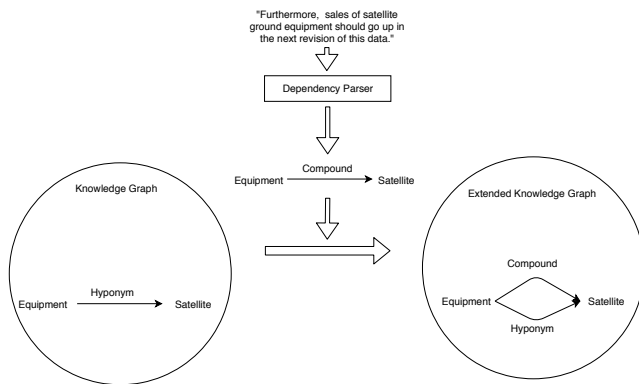 "Furthermore, sales of satellite
ground equipment should go up in
the next revision of this data."
Dependency Parser
Compound
Equipment Satellite
Knowledge Graph
Hyponym
Equipment Satellite
Extended Knowledge Graph
Compound
Equipment Satellite
Hyponym